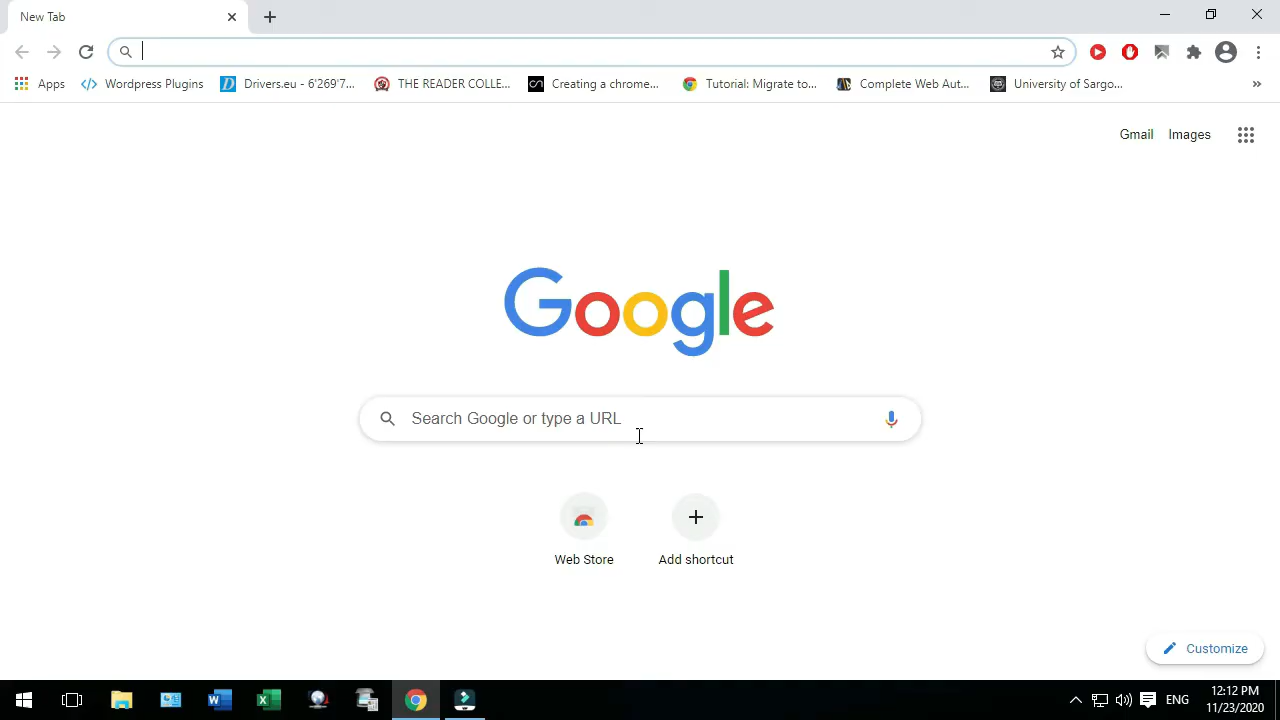 New Tab
Apps
Wordpress Plugins
Drivers.eu - 6'269'7...
THE READER COLLE...
Creating a chrome...
Tutorial: Migrate to...
Complete Web Aut...
University of Sargo...
»
Gmail
Images
Google
Search Google or type a URL
Web Store
Add shortcut
Customize
ENG
12:12 PM
11/23/2020